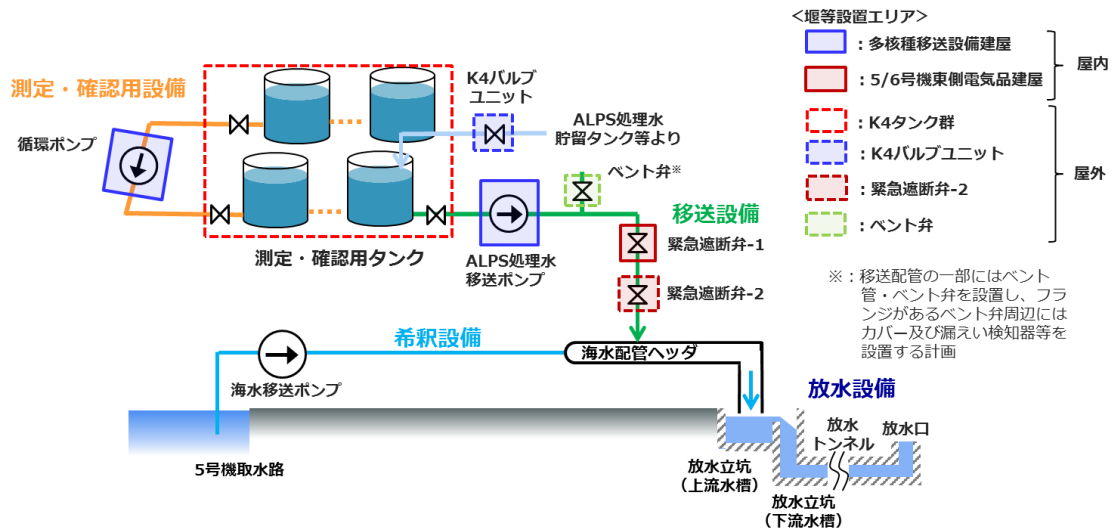 測定・確認用設備
循環ポンプ
測定・確認用タンク
K4バルブ
ユニット
ALPS処理水
貯留タンク等より
ベント弁※
ALPS処理水
移送ポンプ
移送設備
緊急遮断弁-1
緊急遮断弁-2
希釈設備
海水移送ポンプ
海水配管ヘッダ
5号機取水路
放水設備
放水
トンネル
放水口
放水立坑
（上流水槽）
放水立坑
（下流水槽）
＜堰等設置エリア＞
：多核種移送設備建屋
：5/6号機東側電気品建屋
屋内
：K4タンク群
：K4バルブユニット
：緊急遮断弁-2
：ベント弁
屋外
※：移送配管の一部にはベント
管・ベント弁を設置し、フラ
ンジがあるベント弁周辺には
カバー及び漏えい検知器等を
設置する計画